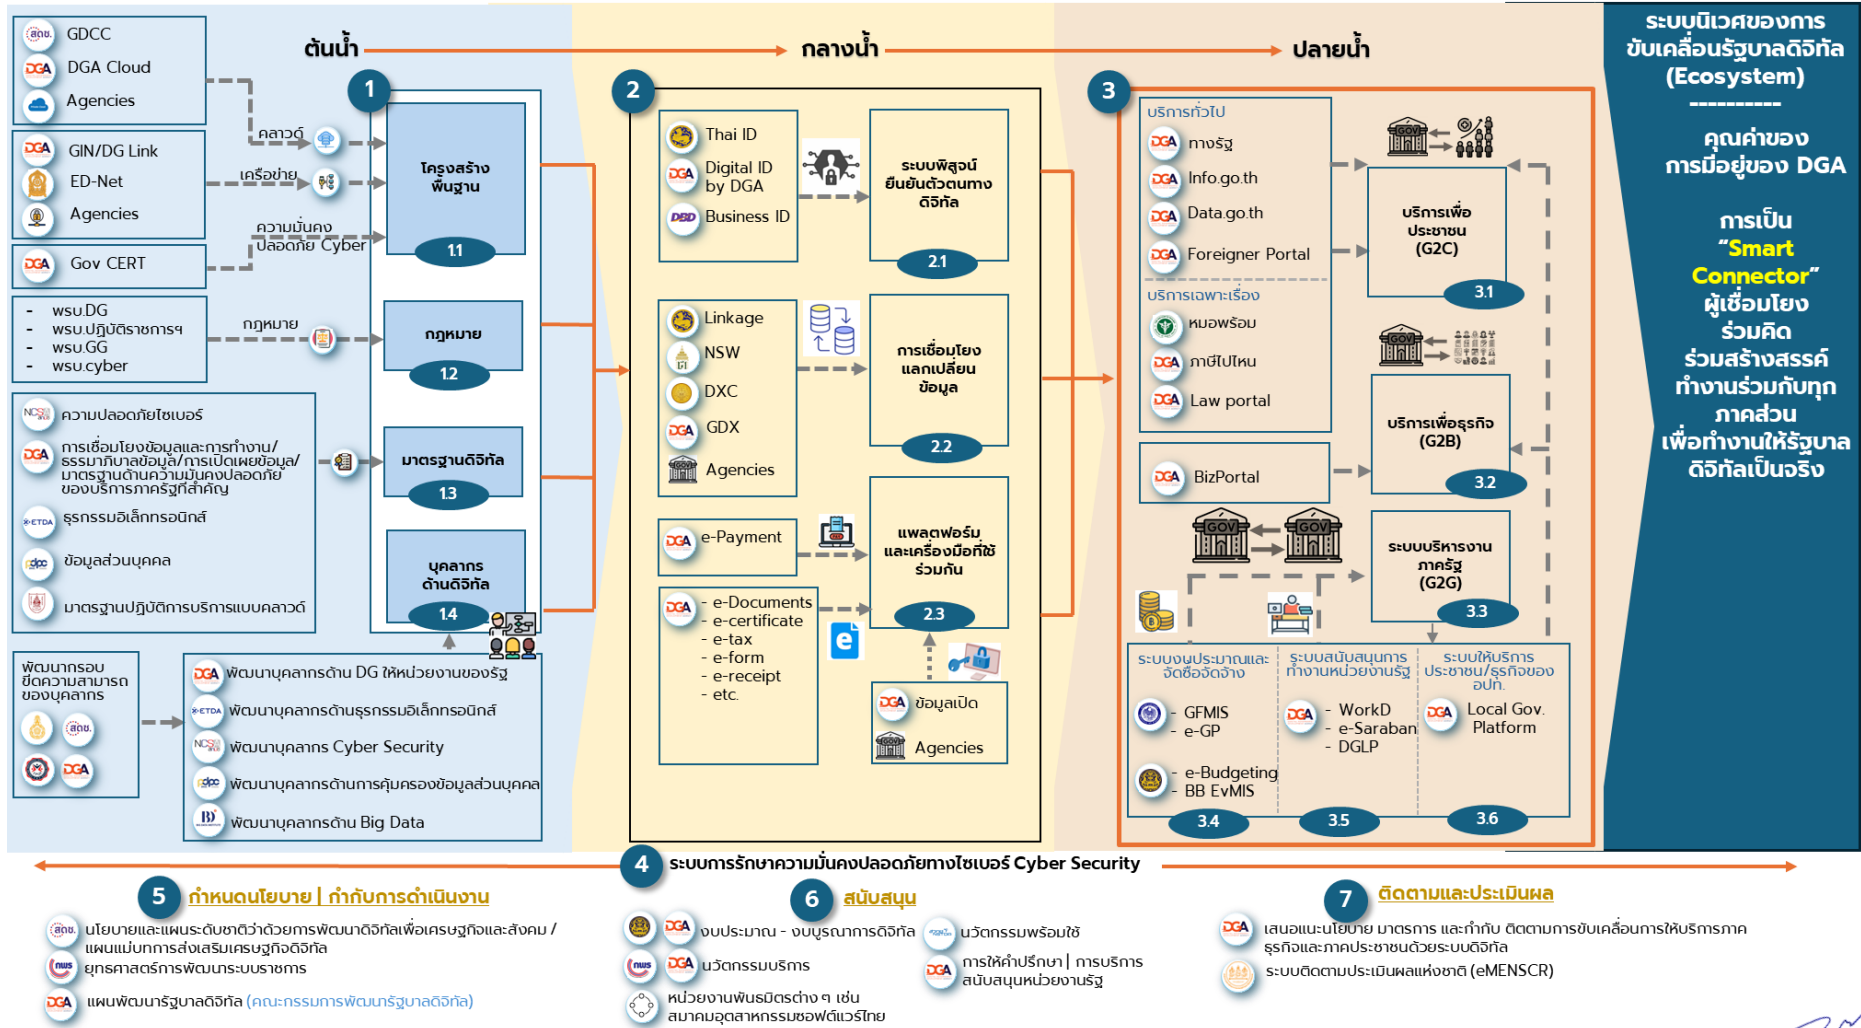 ต้นน้ำ
กลางน้ำ
ปลายน้ำ
สดช.
GDCC
DGA
DGA Cloud
Agencies
DGA
GIN/DG Link
ED-Net
Agencies
DGA
Gov CERT
คลาวด์
เครือข่าย
ความมั่นคง
ปลอดภัย Cyber
- พรบ.DG
- พรบ.ปฏิบัติราชการฯ
- พรบ.GG
- พรบ.cyber
กฎหมาย
ความปลอดภัยไซเบอร์
DGA
การเชื่อมโยงข้อมูลและการทำงาน/
ธรรมาภิบาลข้อมูล/การเปิดเผยข้อมูล/
มาตรฐานด้านความมั่นคงปลอดภัย
ของบริการภาครัฐที่สำคัญ
ETDA
ธุรกรรมอิเล็กทรอนิกส์
pdpc
ข้อมูลส่วนบุคคล
มาตรฐานปฏิบัติการบริการแบบคลาวด์
พัฒนากรอบ
ขีดความสามารถ
ของบุคลากร
สดช.
DGA
DGA
พัฒนาบุคลากรด้าน DG ให้หน่วยงานของรัฐ
ETDA
พัฒนาบุคลากรด้านธุรกรรมอิเล็กทรอนิกส์
พัฒนาบุคลากร Cyber Security
pdpc
พัฒนาบุคลากรด้านการคุ้มครองข้อมูลส่วนบุคคล
พัฒนาบุคลากรด้าน Big Data
1
โครงสร้าง
พื้นฐาน
1.1
กฎหมาย
1.2
มาตรฐานดิจิทัล
1.3
บุคลากร
ด้านดิจิทัล
1.4
2
Thai ID
DGA
Digital ID
by DGA
DBD
Business ID
ระบบพิสูจน์
ยืนยันตัวตนทาง
ดิจิทัล
2.1
Linkage
NSW
DXC
DGA
GDX
GOV
Agencies
การเชื่อมโยง
แลกเปลี่ยน
ข้อมูล
2.2
DGA
e-Payment
DGA
- e-Documents
- e-certificate
- e-tax
- e-form
- e-receipt
- etc.
แพลตฟอร์ม
และเครื่องมือที่ใช้
ร่วมกัน
2.3
DGA
ข้อมูลเปิด
GOV
Agencies
3
บริการทั่วไป
DGA
ทางรัฐ
DGA
Info.go.th
DGA
Data.go.th
DGA
Foreigner Portal
บริการเฉพาะเรื่อง
หมอพร้อม
DGA
ภาษีไปไหน
DGA
Law portal
DGA
BizPortal
GOV
บริการเพื่อ
ประชาชน
(G2C)
3.1
GOV
บริการเพื่อธุรกิจ
(G2B)
3.2
GOV
GOV
ระบบบริหารงาน
ภาครัฐ
(G2G)
3.3
ระบบงบประมาณและ
จัดซื้อจัดจ้าง
- GFMIS
- e-GP
- e-Budgeting
- BB EvMIS
3.4
ระบบสนับสนุนการ
ทำงานหน่วยงานรัฐ
DGA
- WorkD
- e-Saraban
- DGLP
3.5
ระบบให้บริการ
ประชาชน/ธุรกิจของ
อปท.
DGA
Local Gov.
Platform
3.6
ระบบนิเวศของการ
ขับเคลื่อนรัฐบาลดิจิทัล
(Ecosystem)
----------
คุณค่าของ
การมีอยู่ของ DGA
การเป็น
“Smart
Connector”
ผู้เชื่อมโยง
ร่วมคิด
ร่วมสร้างสรรค์
ทำงานร่วมกับทุก
ภาคส่วน
เพื่อทำงานให้รัฐบาล
ดิจิทัลเป็นจริง
4
ระบบการรักษาความมั่นคงปลอดภัยทางไซเบอร์ Cyber Security
5
กำหนดนโยบาย | กำกับการดำเนินงาน
สดช.
นโยบายและแผนระดับชาติว่าด้วยการพัฒนาดิจิทัลเพื่อเศรษฐกิจและสังคม /
แผนแม่บทการส่งเสริมเศรษฐกิจดิจิทัล
กพร
ยุทธศาสตร์การพัฒนาระบบราชการ
DGA
แผนพัฒนารัฐบาลดิจิทัล (คณะกรรมการพัฒนารัฐบาลดิจิทัล)
6
สนับสนุน
DGA
งบประมาณ - งบบูรณาการดิจิทัล
กพร
DGA
นวัตกรรมบริการ
หน่วยงานพันธมิตรต่าง ๆ เช่น
สมาคมอุตสาหกรรมซอฟต์แวร์ไทย
นวัตกรรมพร้อมใช้
DGA
การให้คำปรึกษา | การบริการ
สนับสนุนหน่วยงานรัฐ
7
ติดตามและประเมินผล
DGA
เสนอแนะนโยบาย มาตรการ และกำกับ ติดตามการขับเคลื่อนการให้บริการภาค
ธุรกิจและภาคประชาชนด้วยระบบดิจิทัล
ระบบติดตามประเมินผลแห่งชาติ (eMENSCR)